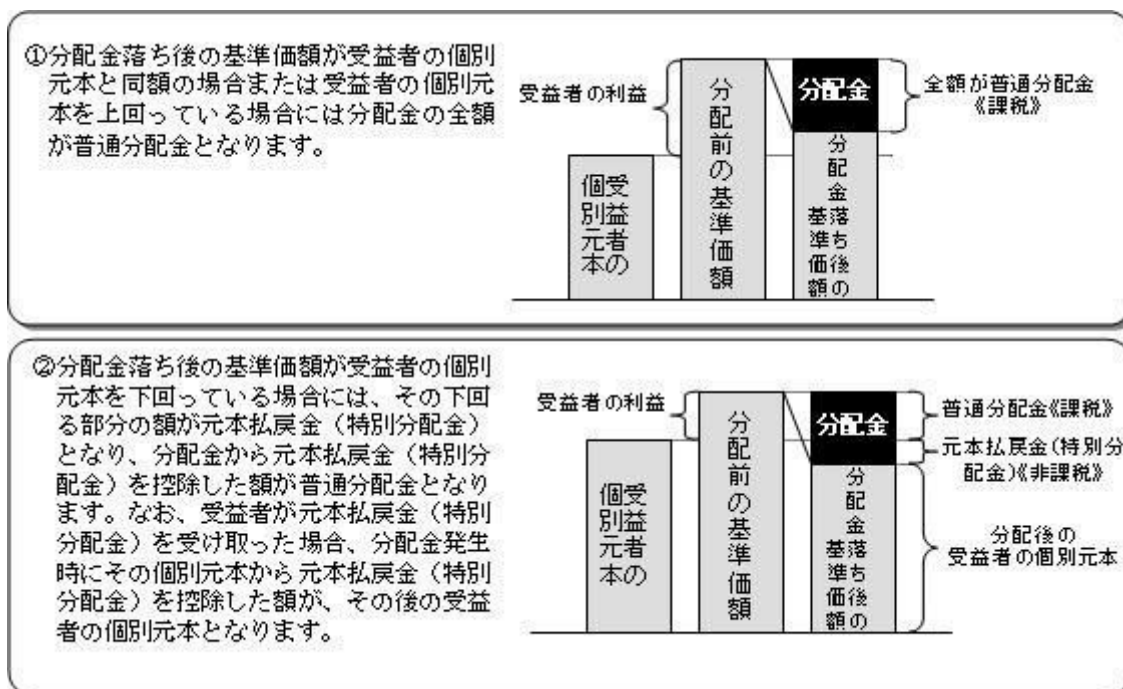 ①分配金落ち後の基準価額が受益者の個別
元本と同額の場合または受益者の個別元
本を上回っている場合には分配金の全額
が普通分配金となります。
受益者の利益
受益者の
個別元本
分配前の基準価額
分配金
分配金落ち後の
基準価額
全額が普通分配金
《課税》
②分配金落ち後の基準価額が受益者の個別
元本を下回っている場合には、その下回
る部分の額が元本払戻金（特別分配金）
となり、分配金から元本払戻金（特別分
配金）を控除した額が普通分配金となり
ます。なお、受益者が元本払戻金（特別
分配金）を受け取った場合、分配金発生
時にその個別元本から元本払戻金（特別
分配金）を控除した額が、その後の受益
者の個別元本となります。
受益者の利益
受益者の
個別元本
分配前の基準価額
分配金
分配金落ち後の
基準価額
普通分配金《課税》
元本払戻金(特別分
配金)《非課税》
分配後の
受益者の個別元本